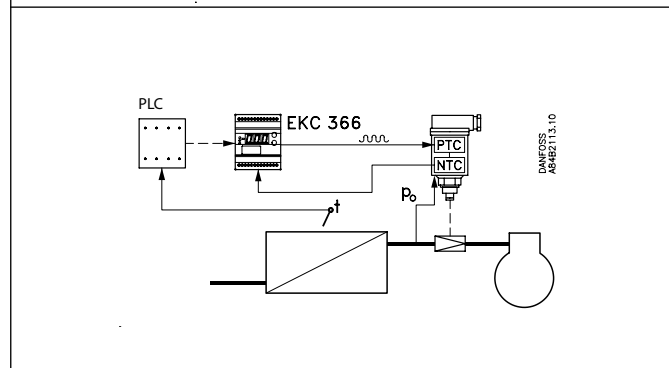 PLC
EKC 366
PTC
NTC
DANFOSS
A84B2113.10
t
p₀